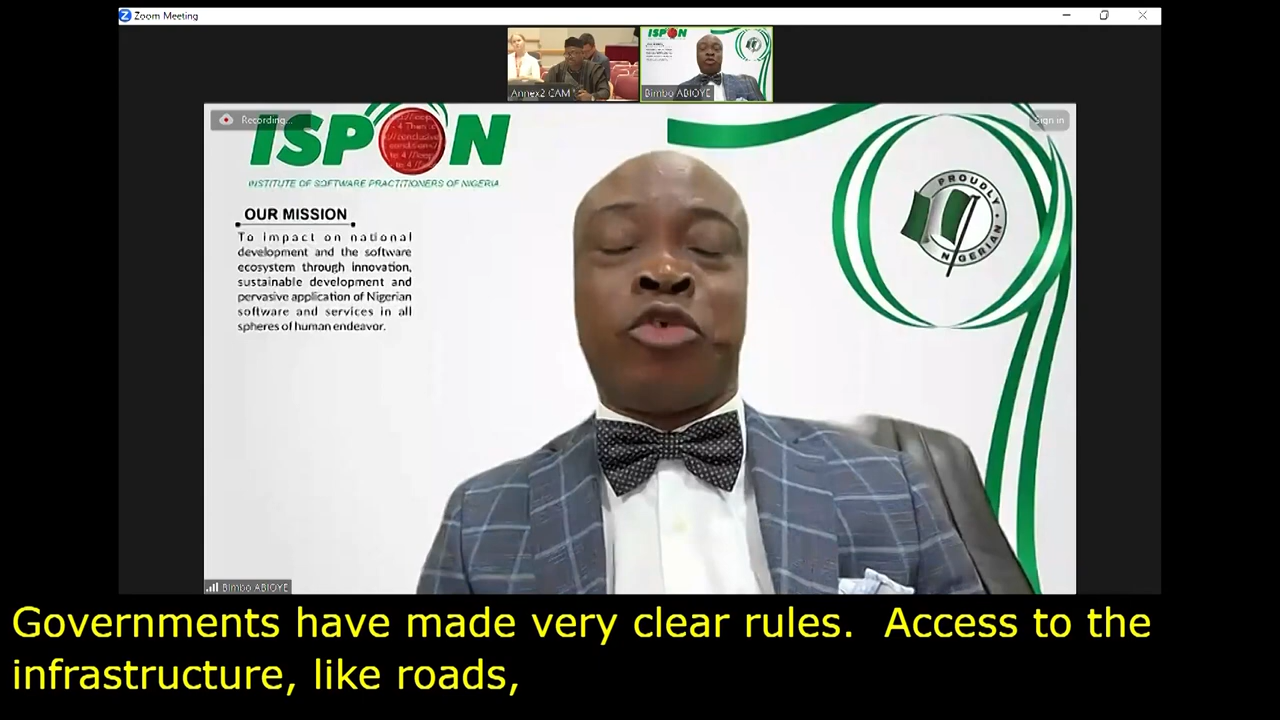 Zoom Meeting
ISPON
Annex2 CAM
Bimbo ABIOYE
Recording...
Sign in
ISPON
INSTITUTE OF SOFTWARE PRACTITIONERS OF NIGERIA
PROUDLY
NIGERIAN
OUR MISSION
To impact on national
development and the software
ecosystem through innovation,
sustainable development and
pervasive application of Nigerian
software and services in all
spheres of human endeavor.
Bimbo ABIOYE
Governments have made very clear rules.  Access to the
infrastructure, like roads,